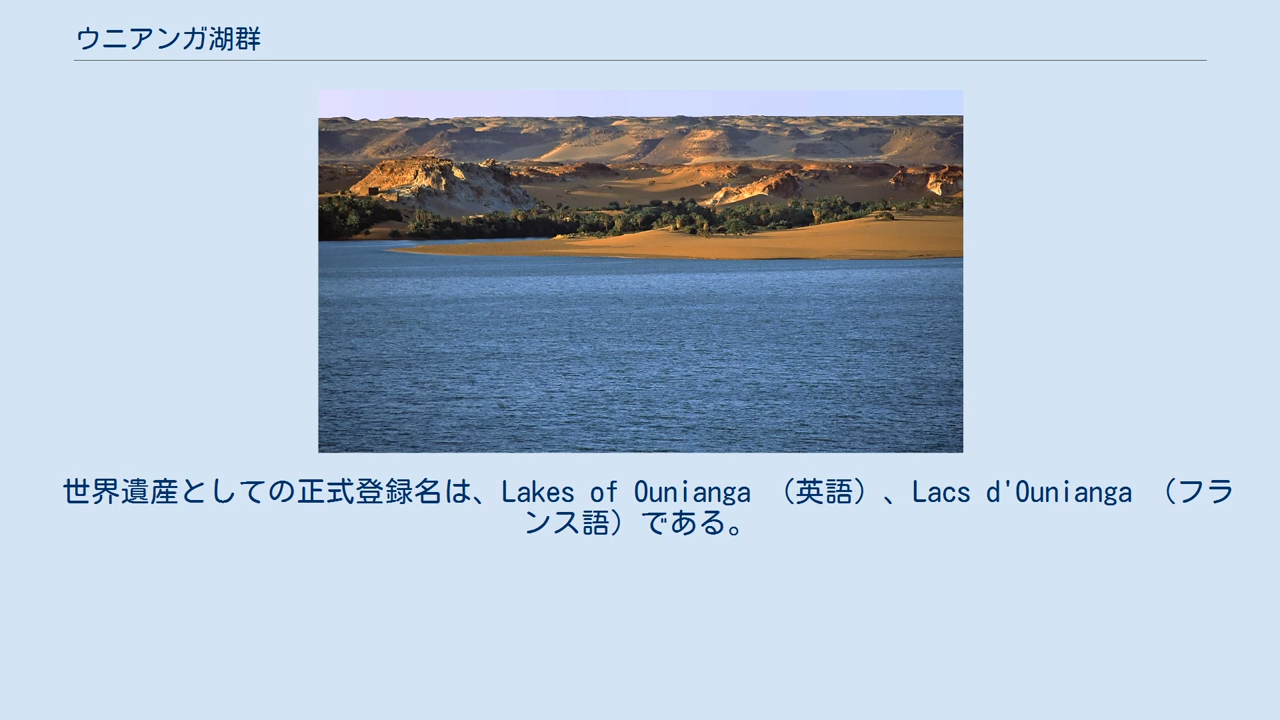 ウニアンガ湖群
世界遺産としての正式登録名は、Lakes of Ounianga （英語）、Lacs d'Ounianga （フラ
ンス語）である。